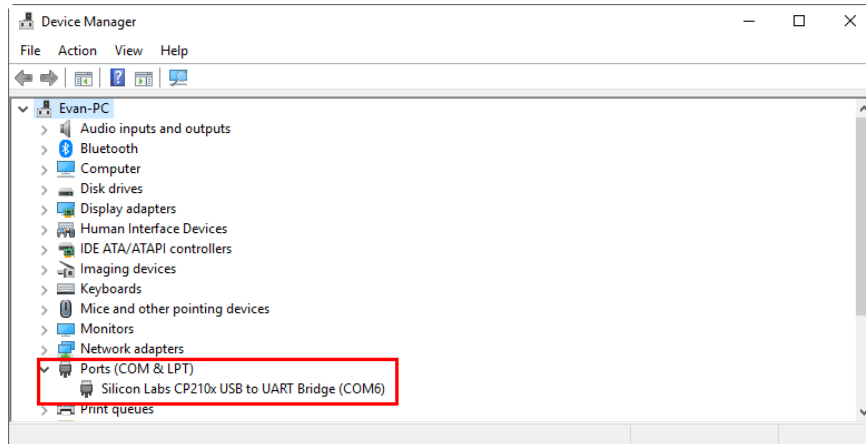 Device Manager
File Action View Help
Evan-PC
Audio inputs and outputs
Bluetooth
Computer
Disk drives
Display adapters
Human Interface Devices
IDE ATA/ATAPI controllers
Imaging devices
Keyboards
Mice and other pointing devices
Monitors
Network adapters
Ports (COM & LPT)
Silicon Labs CP210x USB to UART Bridge (COM6)
Print queues